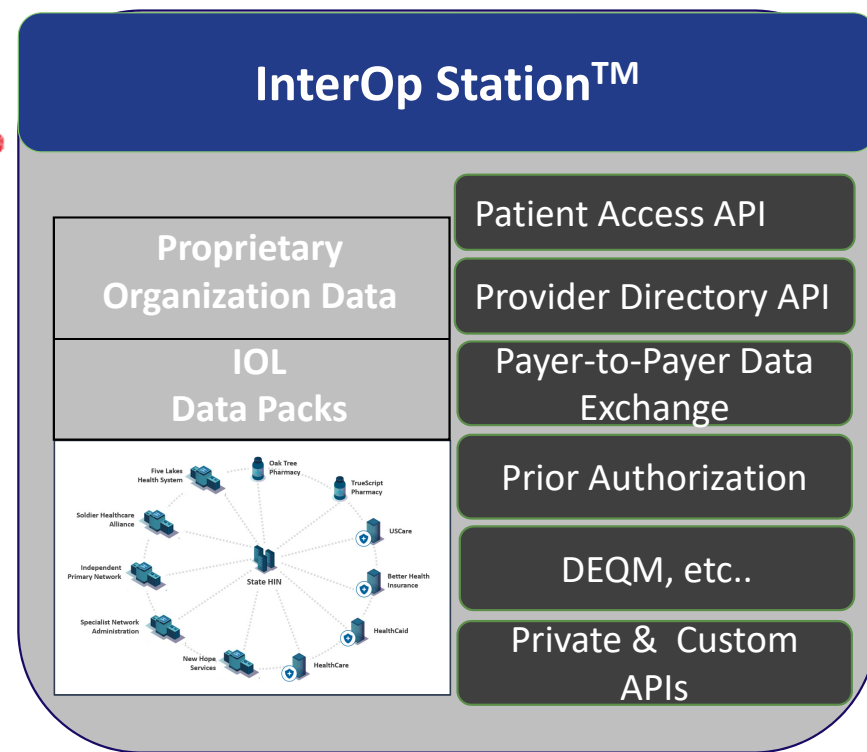 InterOp Station™
Proprietary
Organization Data
IOL
Data Packs
Five Lakes
Health System
Oak Tree
Pharmacy
TrueScript
Pharmacy
Soldier Healthcare
Alliance
USCare
Independent
Primary Network
State HIN
Better Health
Insurance
Specialist Network
Administration
HealthCaid
New Hope
Services
HealthCare
Patient Access API
Provider Directory API
Payer-to-Payer Data
Exchange
Prior Authorization
DEQM, etc..
Private & Custom
APIs